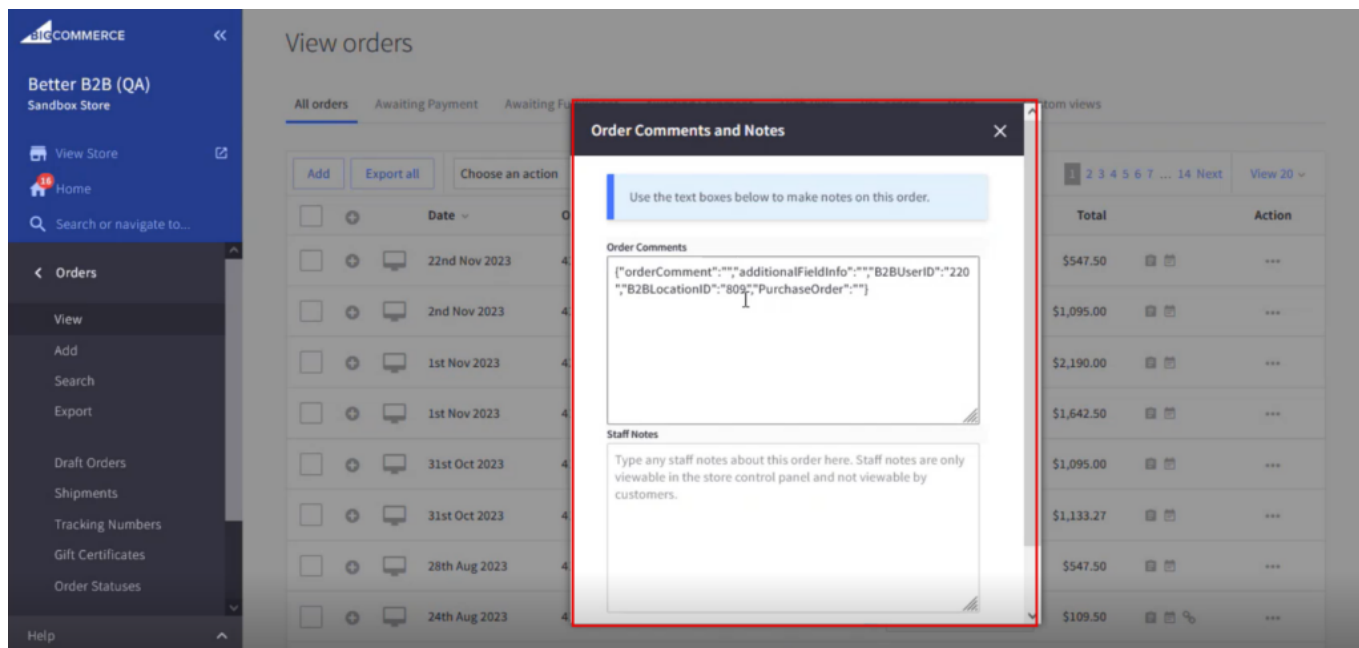 BIGCOMMERCE
Better B2B (QA)
Sandbox Store
View Store
16
Home
Search or navigate to...
Orders
View
Add
Search
Export
Draft Orders
Shipments
Tracking Numbers
Gift Certificates
Order Statuses
Help
View orders
All orders Awaiting Payment Awaiting
Add Export all Choose an action
1 2 3 4 5 6 7 ... 14 Next View 20
Date Total Action
22nd Nov 2023 $547.50
2nd Nov 2023 $1,095.00
1st Nov 2023 $2,190.00
1st Nov 2023 $1,642.50
31st Oct 2023 $1,095.00
31st Oct 2023 $1,133.27
28th Aug 2023 $547.50
24th Aug 2023 $109.50
Order Comments and Notes
Use the text boxes below to make notes on this order.
Order Comments
{"orderComment":"","additionalFieldInfo":"","B2BUserID":"220
","B2BLocationID":"809","PurchaseOrder":""}
Staff Notes
Type any staff notes about this order here. Staff notes are only
viewable in the store control panel and not viewable by
customers.